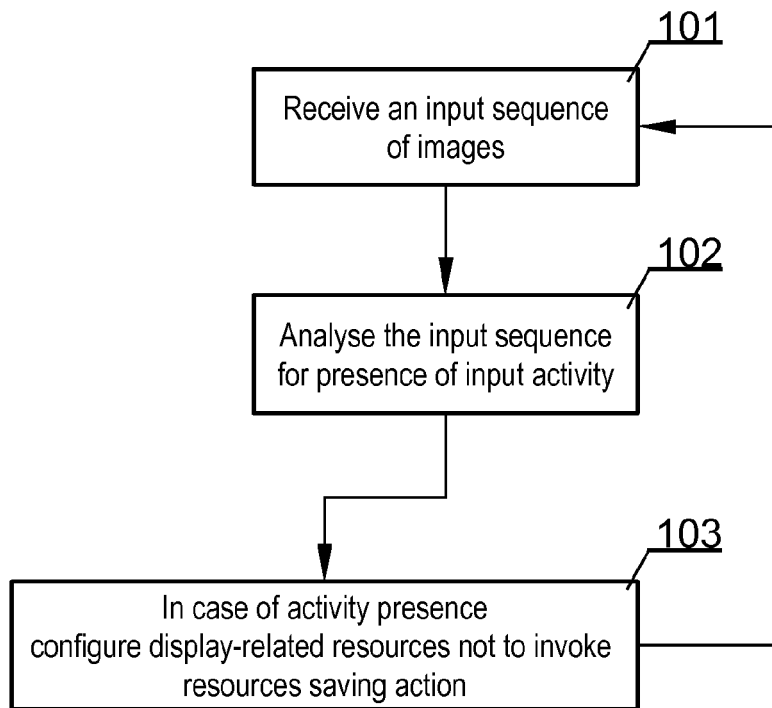 101
Receive an input sequence
of images
102
Analyse the input sequence
for presence of input activity
103
In case of activity presence
configure display-related resources not to invoke
resources saving action